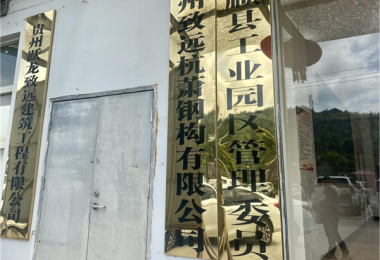 贵州龙致远建筑工程有限公司
州致远杭萧钢构有限公司
县工业园区管理委员